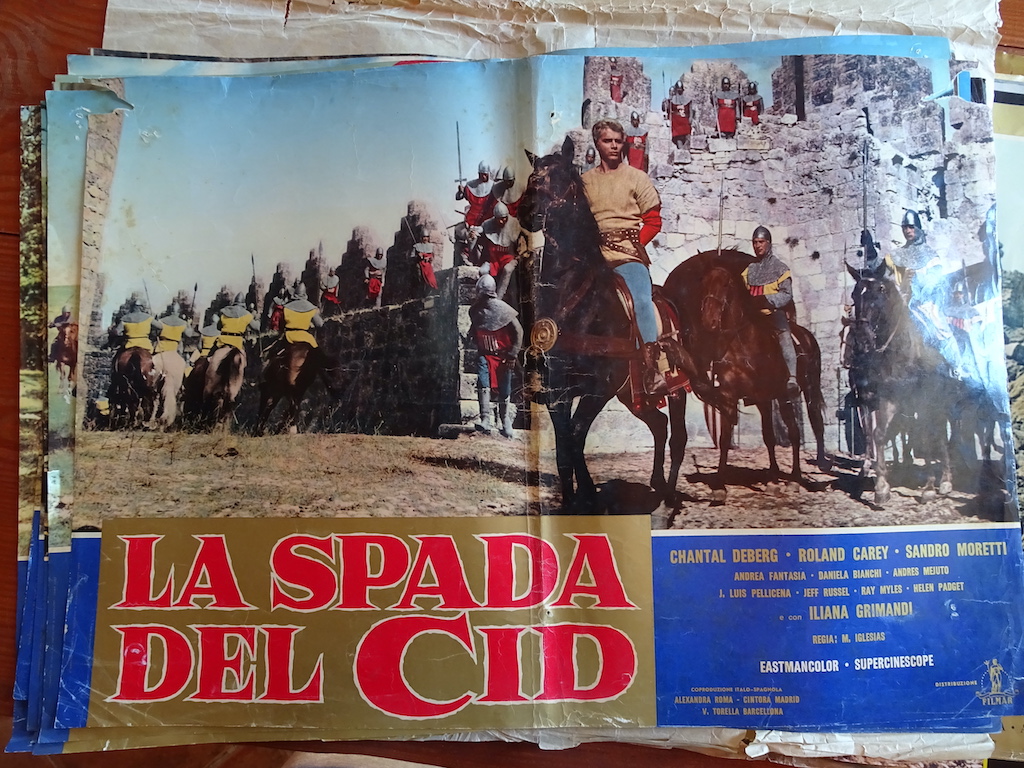 LA SPADA
DEL CID
CHANTAL DEBERG · ROLAND CAREY · SANDRO MORETTI
ANDREA FANTASIA · DANIELA BIANCHI · ANDRES MEJUTO
J. LUIS PELLICENA · JEFF RUSSEL · RAY MYLES · HELEN PADGET
e con ILIANA GRIMANDI
REGIA: M. IGLESIAS
EASTMANCOLOR · SUPERCINESCOPE
COPRODUZIONE ITALO-SPAGNOLA
ALEXANDRA ROMA - CINTORA MADRID
V. TORELLA BARCELLONA
DISTRIBUZIONE
FILMAR